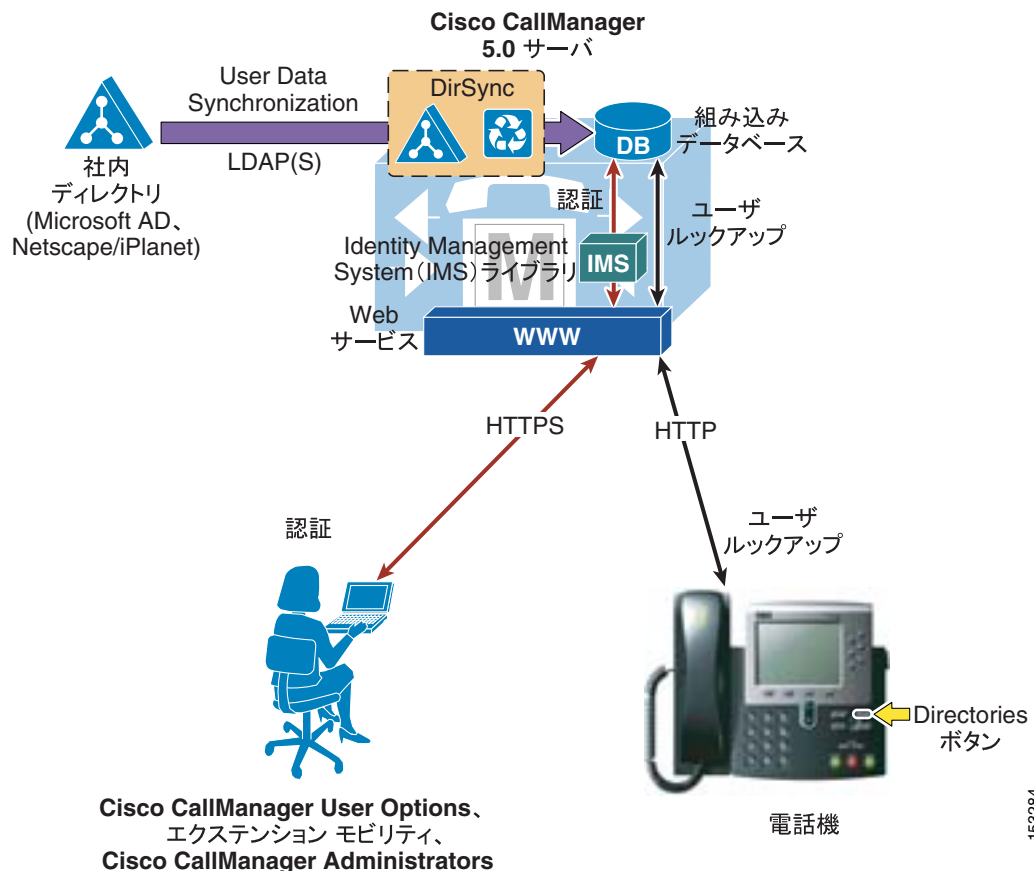 Cisco CallManager
5.0 サーバ
User Data
Synchronization
LDAP(S)
DirSync
社内
ディレクトリ
(Microsoft AD、
Netscape/iPlanet)
DB
組み込み
データベース
認証
ユーザ
ルックアップ
Identity Management
System（IMS）ライブラリ
IMS
M
Web
サービス
WWW
HTTPS
HTTP
認証
ユーザ
ルックアップ
Directories
ボタン
電話機
Cisco CallManager User Options、
エクステンション モビリティ、
Cisco CallManager Administrators
153284